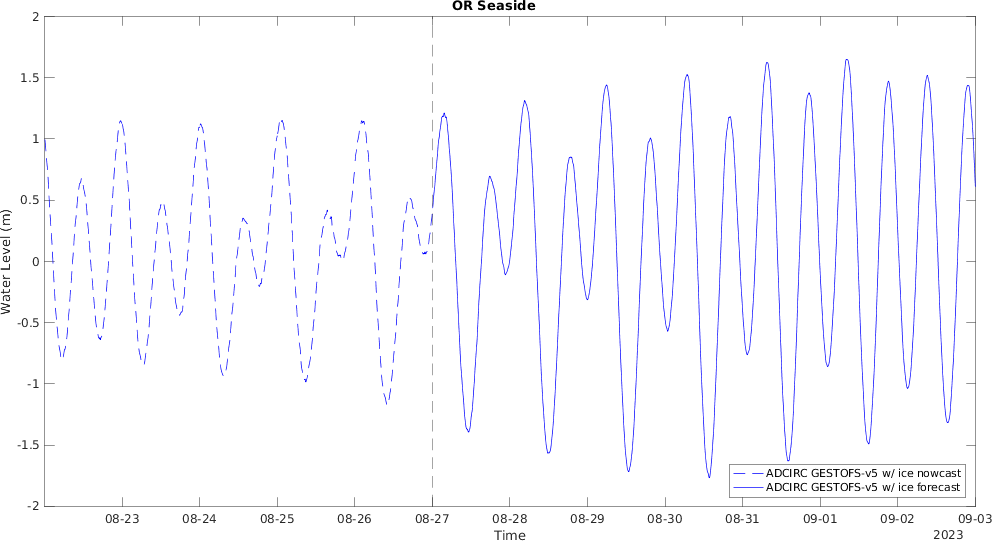 OR Seaside
2
1.5
1
0.5
0
-0.5
-1
-1.5
-2
Water Level (m)
ADCIRC GESTOFS-v5 w/ ice nowcast
ADCIRC GESTOFS-v5 w/ ice forecast
08-23 08-24 08-25 08-26 08-27 08-28 08-29 08-30 08-31 09-01 09-02 09-03
Time
2023